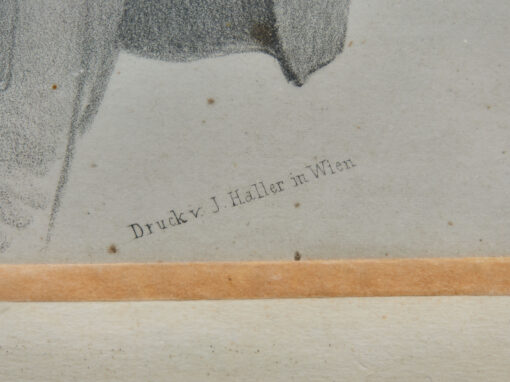 Druck v. J. Haller in Wien